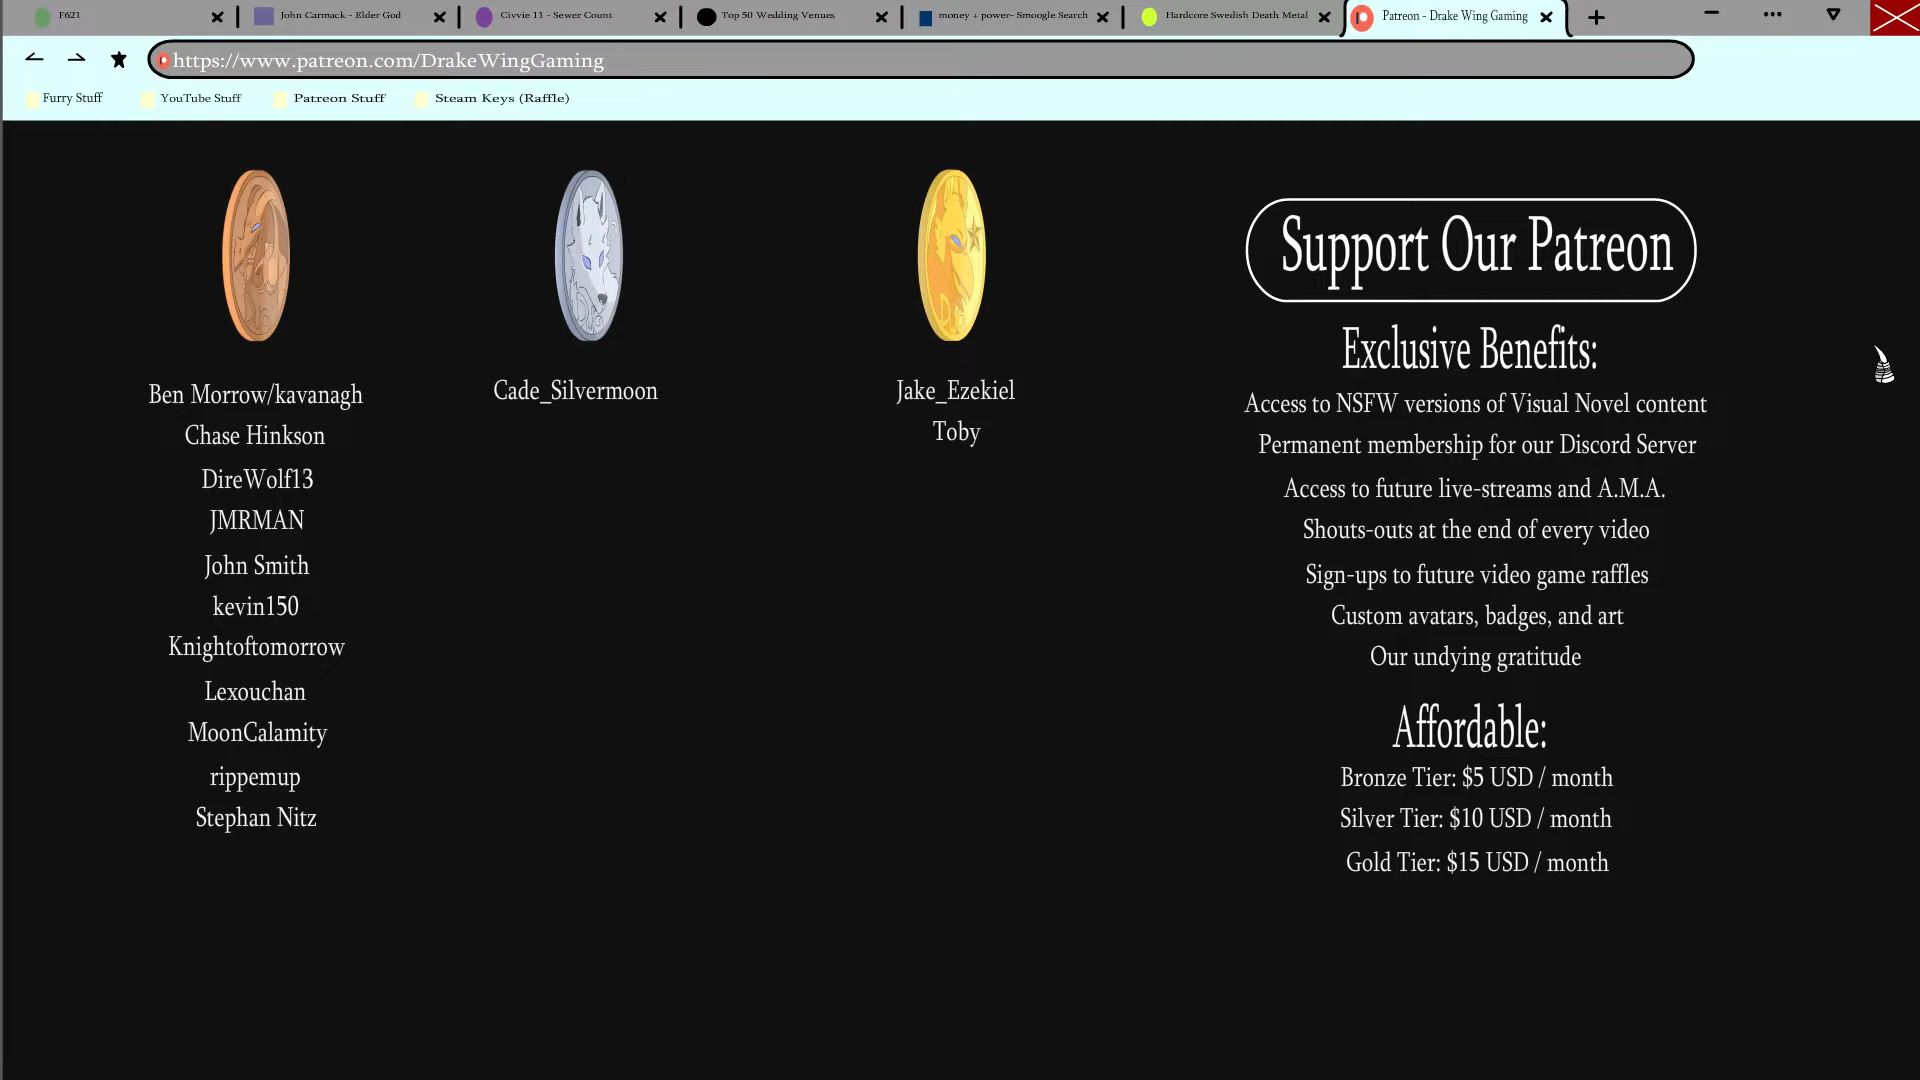 F621
John Carmack - Elder God
Civvie 11 - Sewer Count
Top 50 Wedding Venues
money + power- Smoogle Search
Hardcore Swedish Death Metal
Patreon - Drake Wing Gaming
https://www.patreon.com/DrakeWingGaming
Furry Stuff
YouTube Stuff
Patreon Stuff
Steam Keys (Raffle)
Ben Morrow/kavanagh
Chase Hinkson
DireWolf13
JMRMAN
John Smith
kevin150
Knightoftomorrow
Lexouchan
MoonCalamity
rippemup
Stephan Nitz
Cade_Silvermoon
Jake_Ezekiel
Toby
Support Our Patreon
Exclusive Benefits:
Access to NSFW versions of Visual Novel content
Permanent membership for our Discord Server
Access to future live-streams and A.M.A.
Shouts-outs at the end of every video
Sign-ups to future video game raffles
Custom avatars, badges, and art
Our undying gratitude
Affordable:
Bronze Tier: $5 USD / month
Silver Tier: $10 USD / month
Gold Tier: $15 USD / month